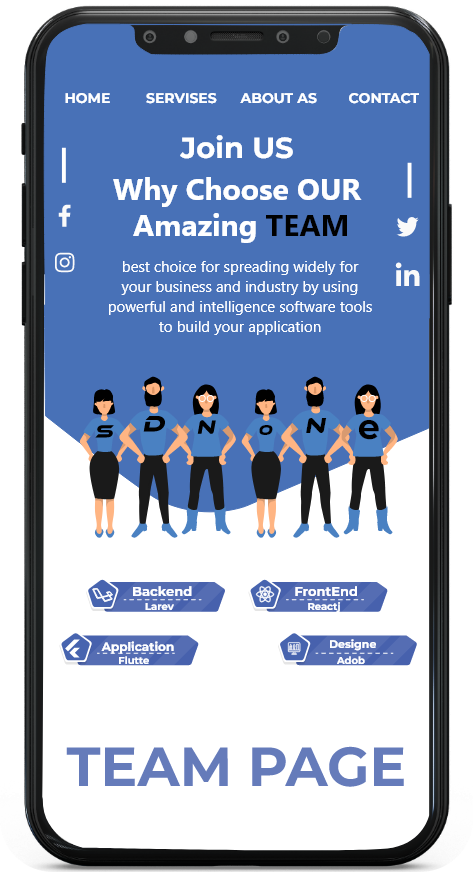 HOME SERVISES ABOUT AS CONTACT
Join US
Why Choose OUR
Amazing TEAM
best choice for spreading widely for
your business and industry by using
powerful and intelligence software tools
to build your application
S D N O N e
Backend
Larev
FrontEnd
Reactj
Application
Flutte
Designe
Adob
TEAM PAGE